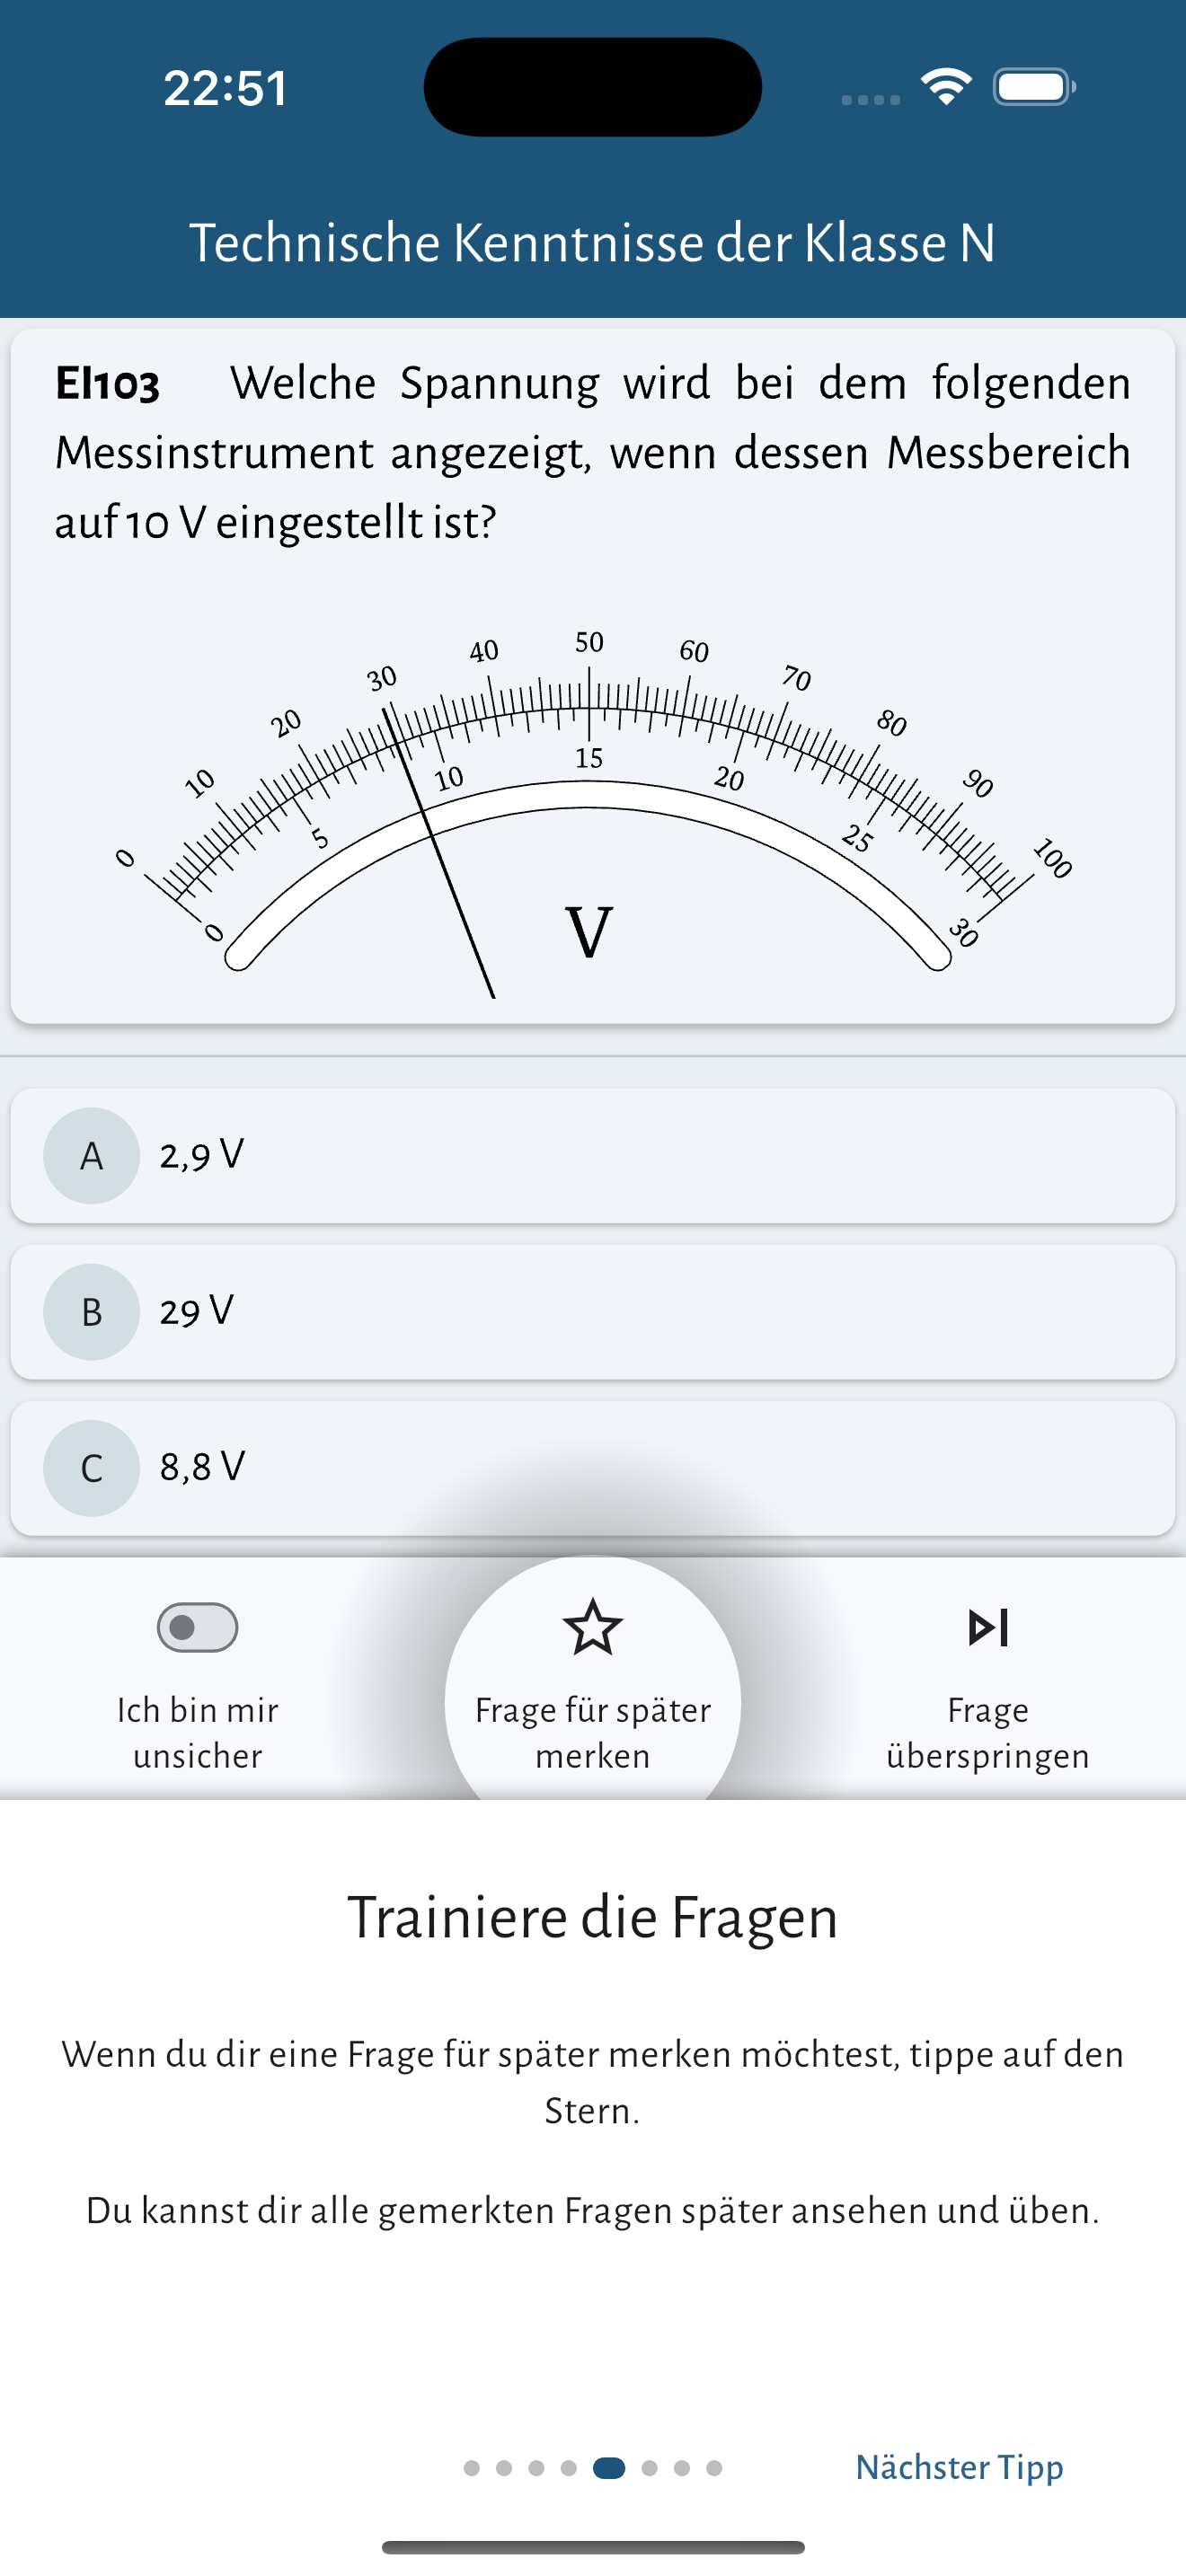 22:51
Technische Kenntnisse der Klasse N
EI103 Welche Spannung wird bei dem folgenden
Messinstrument angezeigt, wenn dessen Messbereich
auf 10 V eingestellt ist?
0 10 20 30 40 50 60 70 80 90 100
0 5 10 15 20 25 30
V
A 2,9 V
B 29 V
C 8,8 V
Ich bin mir
unsicher
Frage für später
merken
Frage
überspringen
Trainiere die Fragen
Wenn du dir eine Frage für später merken möchtest, tippe auf den
Stern.
Du kannst dir alle gemerkten Fragen später ansehen und üben.
Nächster Tipp